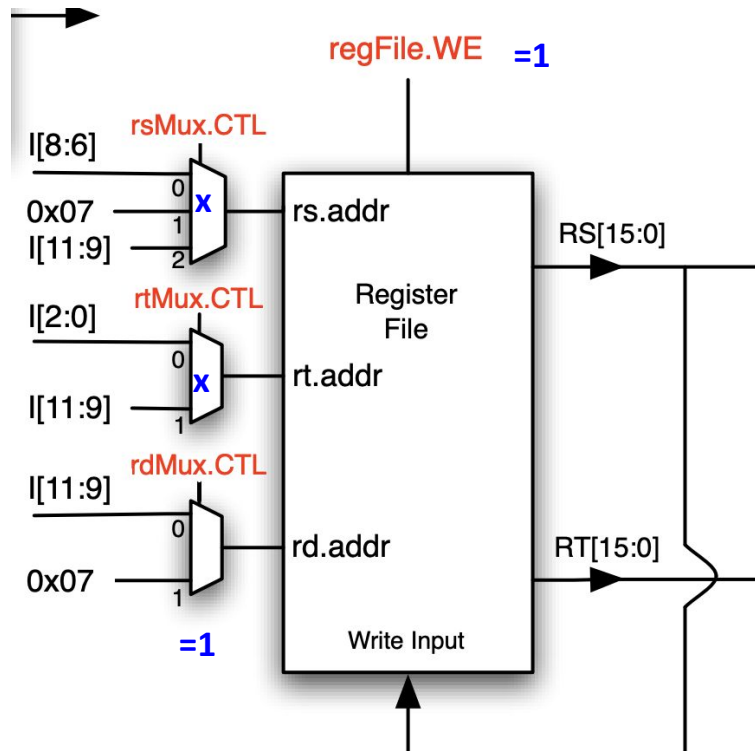 regFile.WE =1
rsMux.CTL
I[8:6]
0
x
0x07
1
I[11:9]
2
rs.addr
RS[15:0]
Register
File
rtMux.CTL
I[2:0]
0
x
rt.addr
I[11:9]
1
rdMux.CTL
I[11:9]
0
rd.addr
RT[15:0]
0x07
1
=1
Write Input